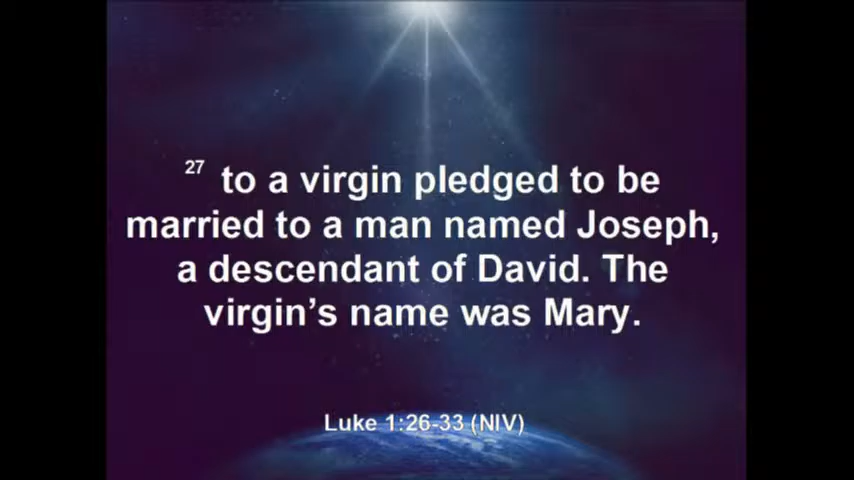 27 to a virgin pledged to be
married to a man named Joseph,
a descendant of David. The
virgin’s name was Mary.
Luke 1:26-33 (NIV)